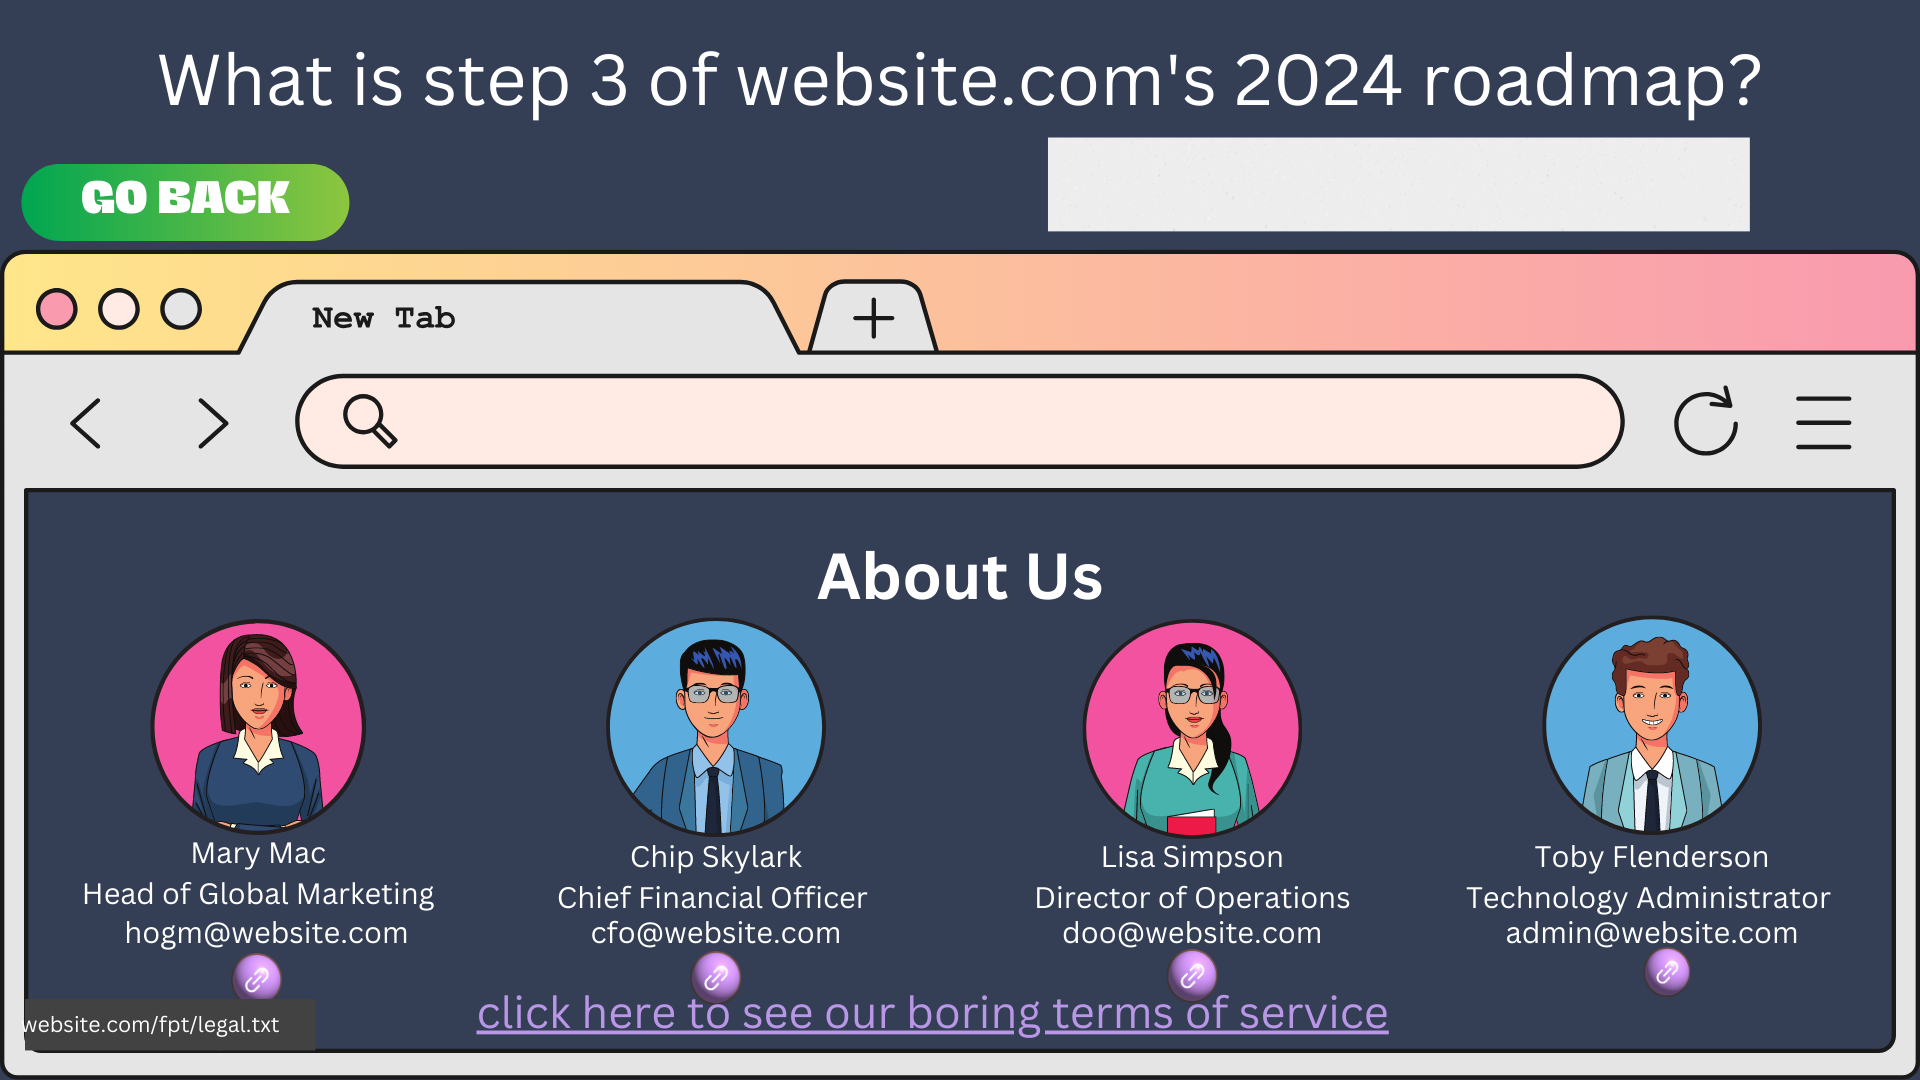 What is step 3 of website.com's 2024 roadmap?
GO BACK
New Tab
About Us
Mary Mac
Head of Global Marketing
hogm@website.com
Chip Skylark
Chief Financial Officer
cfo@website.com
Lisa Simpson
Director of Operations
doo@website.com
Toby Flenderson
Technology Administrator
admin@website.com
click here to see our boring terms of service
website.com/fpt/legal.txt